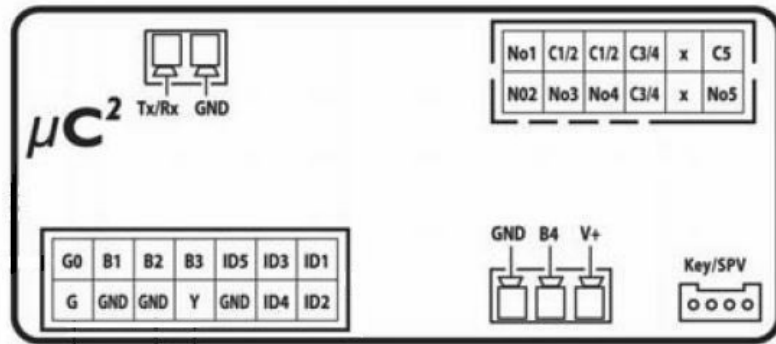 No1 C1/2 C1/2 C3/4 x C5
N02 No3 No4 C3/4 x No5
Tx/Rx GND
µC²
GND B4 V+
Key/SPV
G0 B1 B2 B3 ID5 ID3 ID1
G GND GND Y GND ID4 ID2